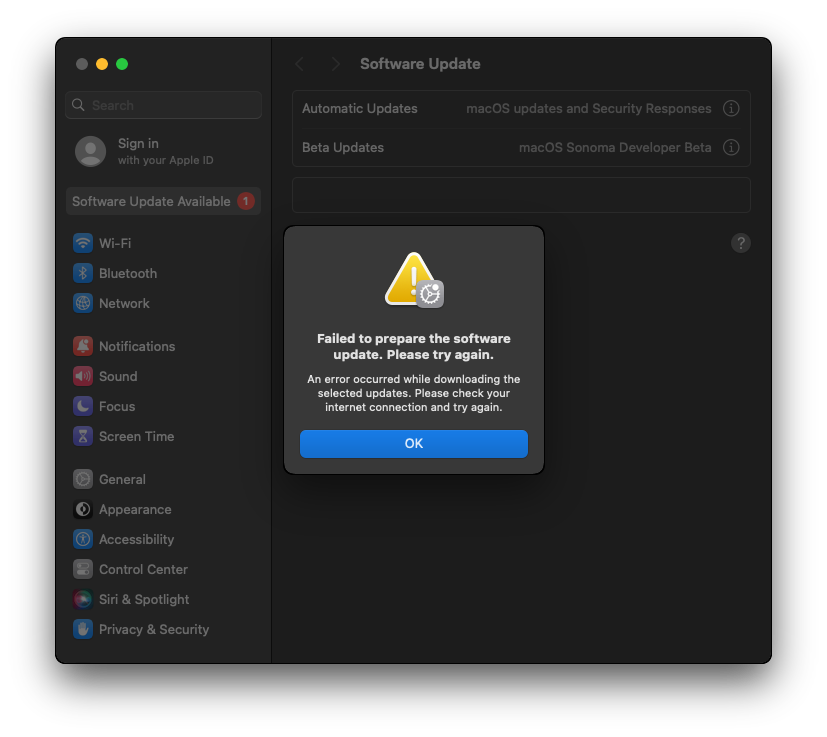 Software Update
Search
Sign in
with your Apple ID
Software Update Available 1
Wi-Fi
Bluetooth
Network
Notifications
Sound
Focus
Screen Time
General
Appearance
Accessibility
Control Center
Siri & Spotlight
Privacy & Security
Automatic Updates macOS updates and Security Responses
Beta Updates macOS Sonoma Developer Beta
?
Failed to prepare the software
update. Please try again.
An error occurred while downloading the
selected updates. Please check your
internet connection and try again.
OK